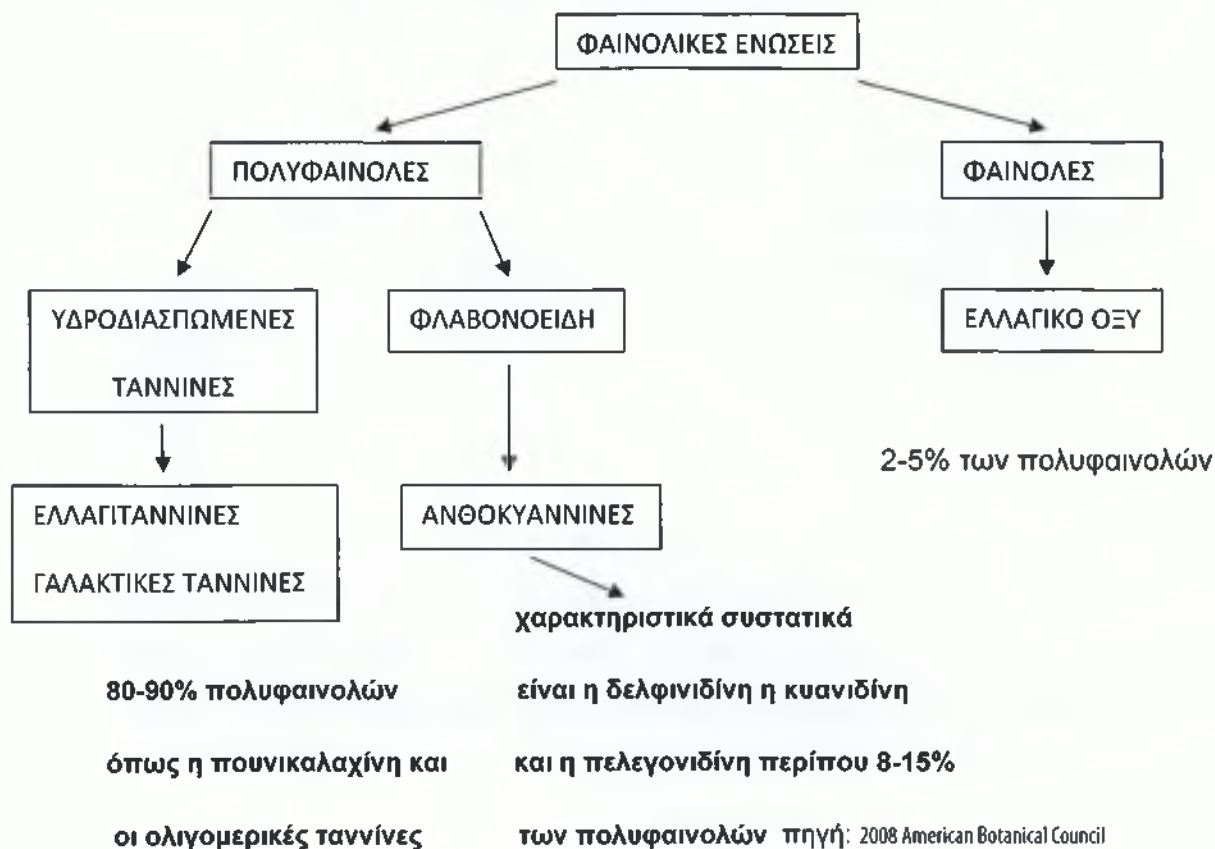 ΦΑΙΝΟΛΙΚΕΣ ΕΝΩΣΕΙΣ
ΠΟΛΥΦΑΙΝΟΛΕΣ
ΦΑΙΝΟΛΕΣ
ΥΔΡΟΔΙΑΣΠΩΜΕΝΕΣ
ΤΑΝΝΙΝΕΣ
ΦΛΑΒΟΝΟΕΙΔΗ
ΕΛΛΑΓΙΚΟ ΟΞΥ
2-5% των πολυφαινολών
ΕΛΛΑΓΙΤΑΝΝΙΝΕΣ
ΓΑΛΑΚΤΙΚΕΣ ΤΑΝΝΙΝΕΣ
ΑΝΘΟΚΥΑΝΝΙΝΕΣ
80-90% πολυφαινολών
όπως η πουνικαλαχίνη και
οι ολιγομερικές ταννίνες
χαρακτηριστικά συστατικά
είναι η δελφινιδίνη η κυανιδίνη
και η πελεγονιδίνη περίπου 8-15%
των πολυφαινολών πηγή: 2008 American Botanical Council